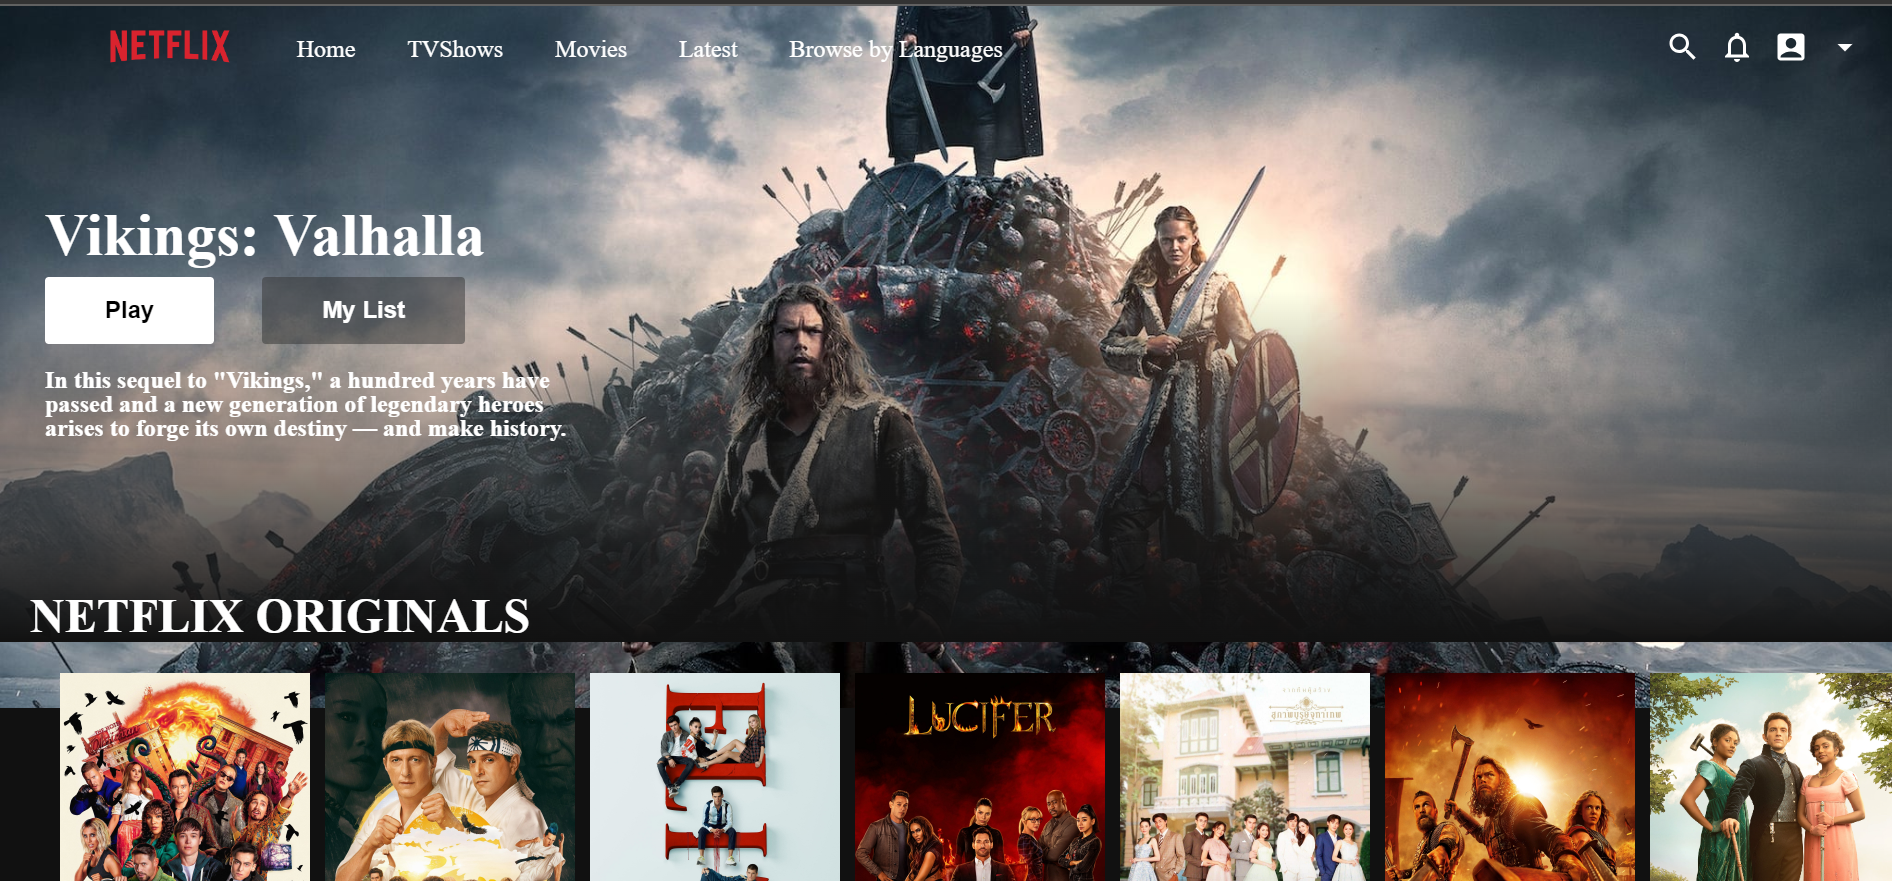 NETFLIX
Home
TVShows
Movies
Latest
Browse by Languages
Vikings: Valhalla
Play
My List
In this sequel to "Vikings," a hundred years have
passed and a new generation of legendary heroes
arises to forge its own destiny — and make history.
NETFLIX ORIGINALS
LUCIFER